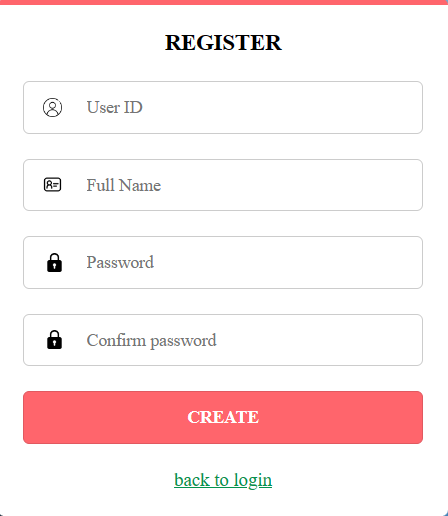 REGISTER
User ID
Full Name
Password
Confirm password
CREATE
back to login